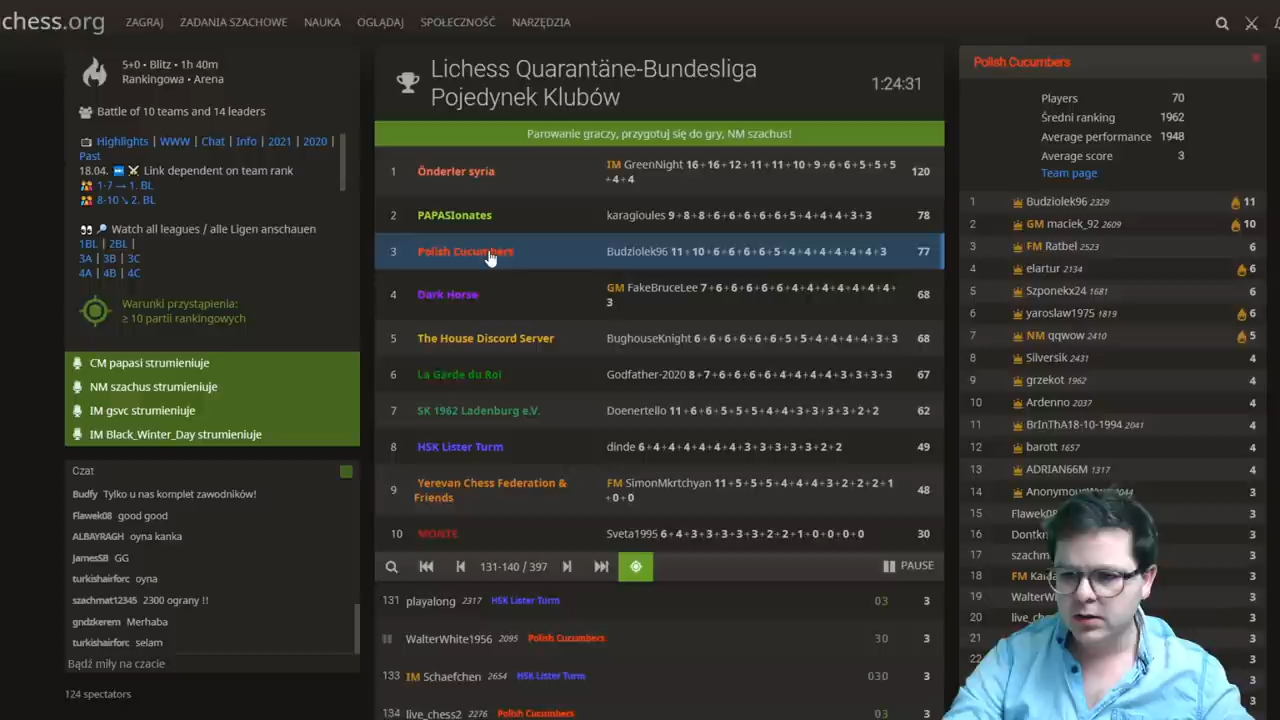 chess.org ZAGRAJ ZADANIA SZACHOWE NAUKA OGLĄDAJ SPOŁECZNOŚĆ NARZĘDZIA
5+0 • Blitz • 1h 40m
Rankingowa • Arena
Battle of 10 teams and 14 leaders
Highlights | WWW | Chat | Info | 2021 | 2020 |
Past
18.04. Link dependent on team rank
1-7 → 1. BL
8-10 ↘ 2. BL
Watch all leagues / alle Ligen anschauen
1BL | 2BL |
3A | 3B | 3C
4A | 4B | 4C
Warunki przystąpienia:
≥ 10 partii rankingowych
CM papasi strumieniuje
NM szachus strumieniuje
IM gsvc strumieniuje
IM Black_Winter_Day strumieniuje
Czat
Budfy Tylko u nas komplet zawodników!
Flawek08 good good
ALBAYRAGH oyna kanka
JamesSB GG
turkishairforc oyna
szachmat12345 2300 ograny !!
gndzkerem Merhaba
turkishairforc selam
Bądź miły na czacie
124 spectators
Lichess Quarantäne-Bundesliga
Pojedynek Klubów
1:24:31
Parowanie graczy, przygotuj się do gry, NM szachus!
1 Önderler syria IM GreenNight 16+16+12+11+11+10+9+6+6+5+5+5
+4+4 120
2 PAPASIonates karagioules 9+8+8+6+6+6+6+6+5+4+4+4+3+3 78
3 Polish Cucumbers Budziolek96 11+10+6+6+6+6+5+4+4+4+4+4+4+3 77
4 Dark Horse GM FakeBruceLee 7+6+6+6+6+6+4+4+4+4+4+4+4+
3 68
5 The House Discord Server BughouseKnight 6+6+6+6+6+5+5+4+4+4+4+4+4+3+3 68
6 La Garde du Roi Godfather-2020 8+7+6+6+6+6+4+4+4+4+3+3+3+3 67
7 SK 1962 Ladenburg e.V. Doenertello 11+6+6+5+5+5+4+4+3+3+3+3+2+2 62
8 HSK Lister Turm dinde 6+4+4+4+4+4+4+3+3+3+3+3+2+2 49
9 Yerevan Chess Federation &
Friends FM SimonMkrtchyan 11+5+5+5+4+4+4+3+2+2+2+1
+0+0 48
10 MONTE Sveta1995 6+4+3+3+3+3+3+2+2+1+0+0+0+0 30
131-140 / 397 PAUSE
131 playalong 2317 HSK Lister Turm 03 3
WalterWhite1956 2095 Polish Cucumbers 30 3
133 IM Schaefchen 2654 HSK Lister Turm 030 3
134 live_chess2 2276 Polish Cucumbers 03 3
Polish Cucumbers
Players 70
Średni ranking 1962
Average performance 1948
Average score 3
Team page
1 Budziolek96 2329 11
2 GM maciek_92 2609 10
3 FM Ratbel 2523 6
4 elartur 2134 6
5 Szponekx24 1681 6
6 yaroslaw1975 1819 6
7 NM qqwow 2410 5
8 Silversik 2431 4
9 grzekot 1962 4
10 Ardenno 2037 4
11 BrInThA18-10-1994 2041 4
12 barott 1657 4
13 ADRIAN66M 1317 4
14 3
15 Flawek08 3
16 3
17 3
18 FM 3
19 3
20 3
21 3
22 3